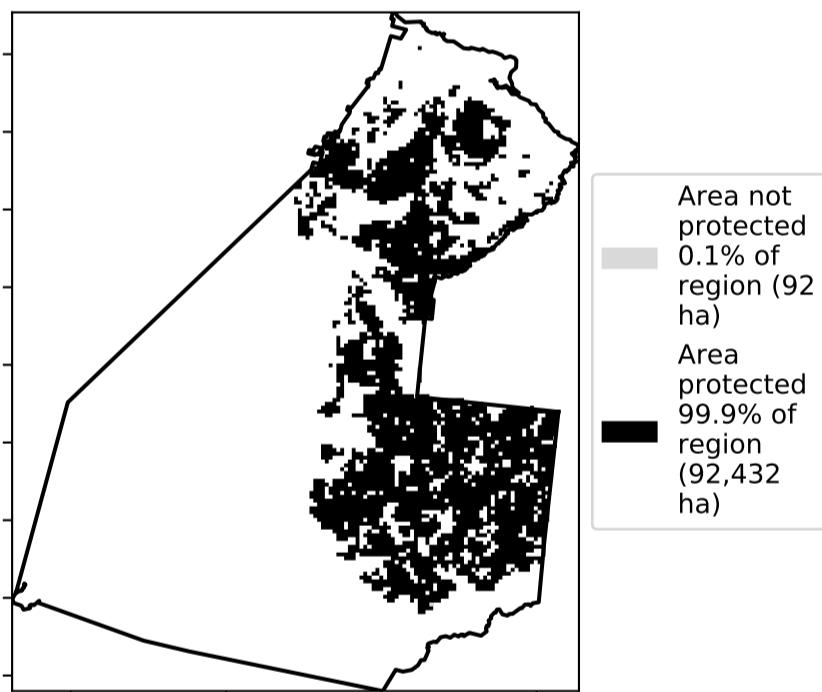 Area not
protected
0.1% of
region (92
ha)
Area
protected
99.9% of
region
(92,432
ha)